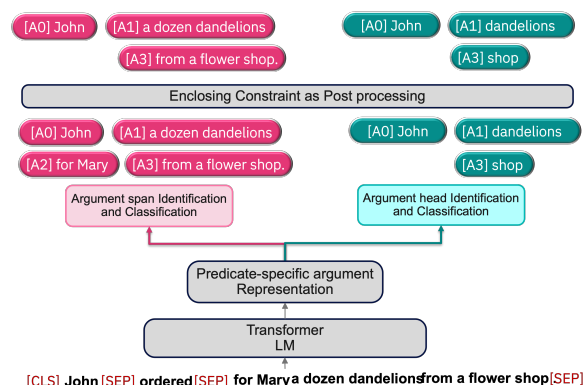 [A0] John [A1] a dozen dandelions [A0] John [A1] dandelions
[A3] from a flower shop. [A3] shop
Enclosing Constraint as Post processing
[A0] John [A1] a dozen dandelions [A0] John [A1] dandelions
[A2] for Mary [A3] from a flower shop. [A3] shop
Argument span Identification
and Classification
Argument head Identification
and Classification
Predicate-specific argument
Representation
Transformer
LM
[CLS] John [SEP] ordered [SEP] for Mary a dozen dandelions from a flower shop. [SEP]